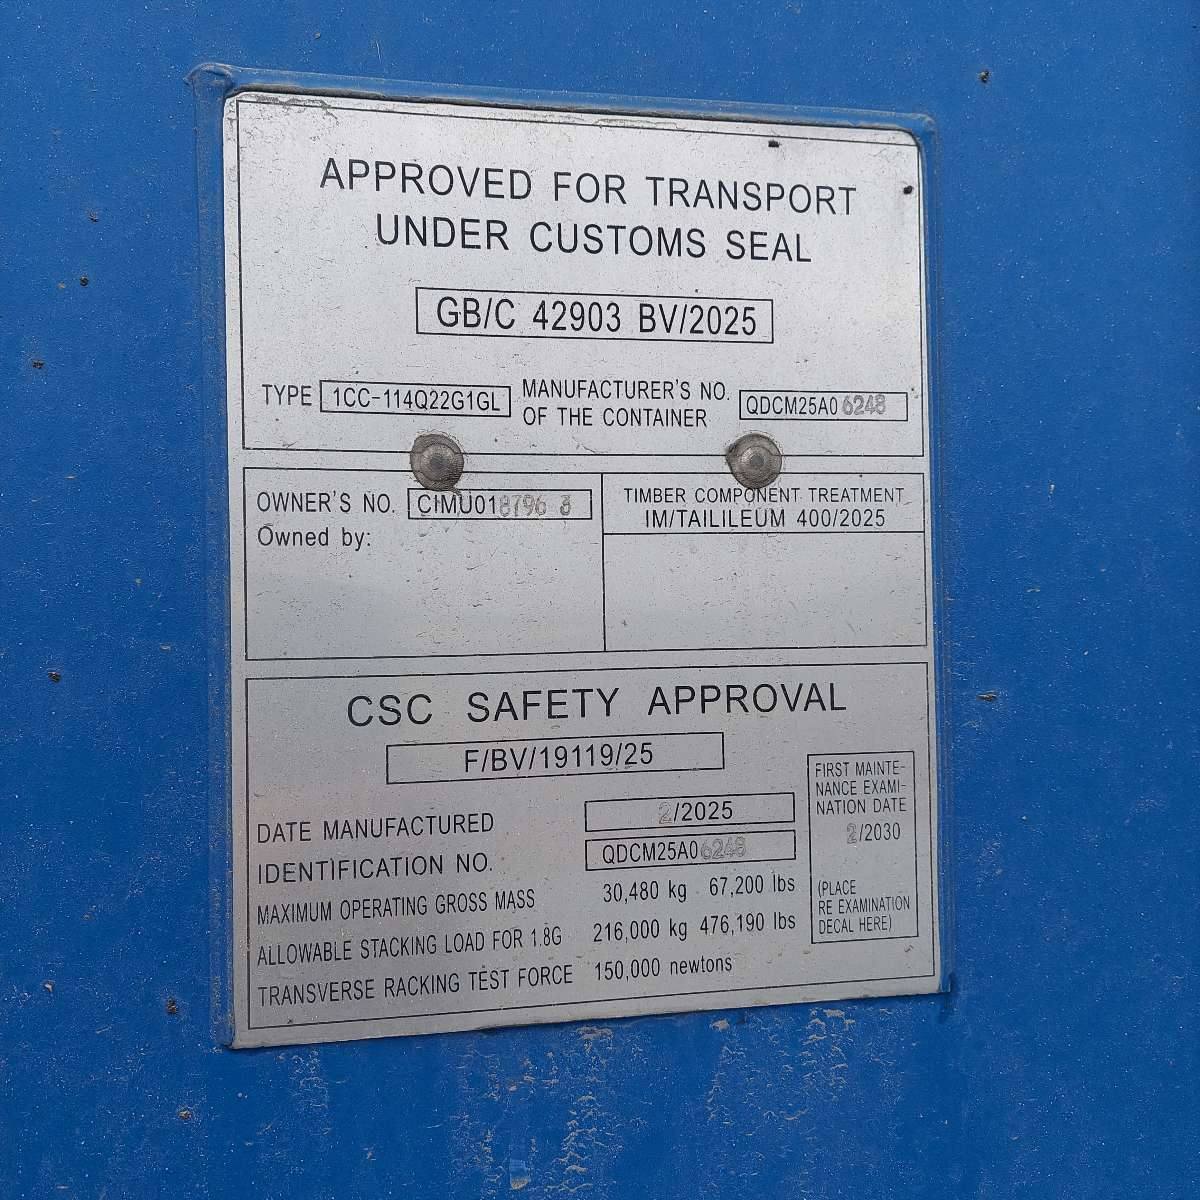 APPROVED FOR TRANSPORT
UNDER CUSTOMS SEAL
GB/C 42903 BV/2025
TYPE 1CC-114Q22G1GL MANUFACTURER'S NO. OF THE CONTAINER QDCM25A06248
OWNER'S NO. CIMU018796 3
Owned by:
TIMBER COMPONENT TREATMENT
IM/TAILILEUM 400/2025
CSC SAFETY APPROVAL
F/BV/19119/25
DATE MANUFACTURED 2/2025
IDENTIFICATION NO. QDCM25A06248
MAXIMUM OPERATING GROSS MASS 30,480 kg 67,200 lbs
ALLOWABLE STACKING LOAD FOR 1.8G 216,000 kg 476,190 lbs
TRANSVERSE RACKING TEST FORCE 150,000 newtons
FIRST MAINTE-
NANCE EXAMI-
NATION DATE
2/2030
(PLACE
RE EXAMINATION
DECAL HERE)